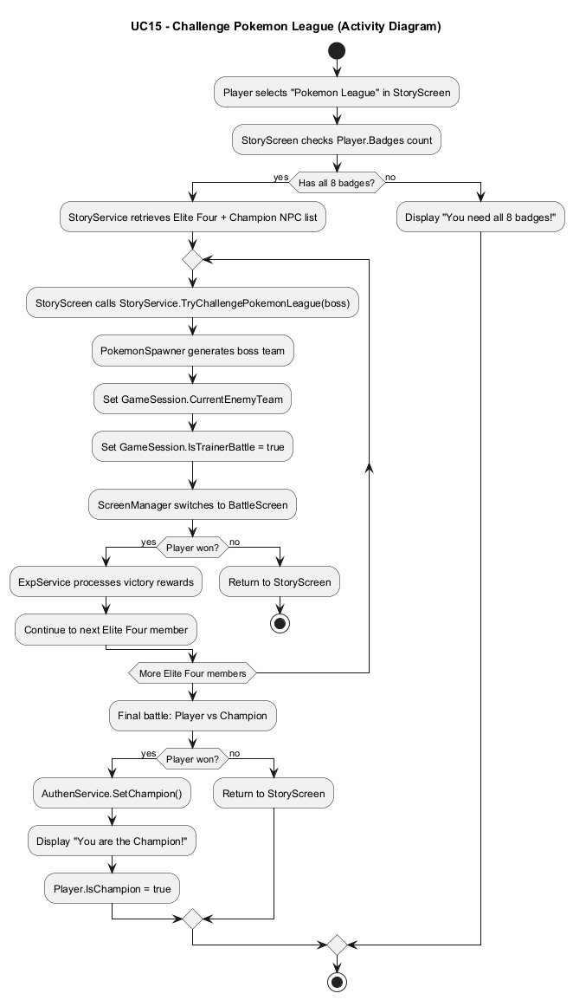 UC15 - Challenge Pokemon League (Activity Diagram)
Player selects "Pokemon League" in StoryScreen
StoryScreen checks Player.Badges count
yes
Has all 8 badges?
no
StoryService retrieves Elite Four + Champion NPC list
Display "You need all 8 badges!"
StoryScreen calls StoryService.TryChallengePokemonLeague(boss)
PokemonSpawner generates boss team
Set GameSession.CurrentEnemyTeam
Set GameSession.IsTrainerBattle = true
ScreenManager switches to BattleScreen
yes
Player won?
no
ExpService processes victory rewards
Return to StoryScreen
Continue to next Elite Four member
More Elite Four members
Final battle: Player vs Champion
yes
Player won?
no
AuthenService.SetChampion()
Return to StoryScreen
Display "You are the Champion!"
Player.IsChampion = true